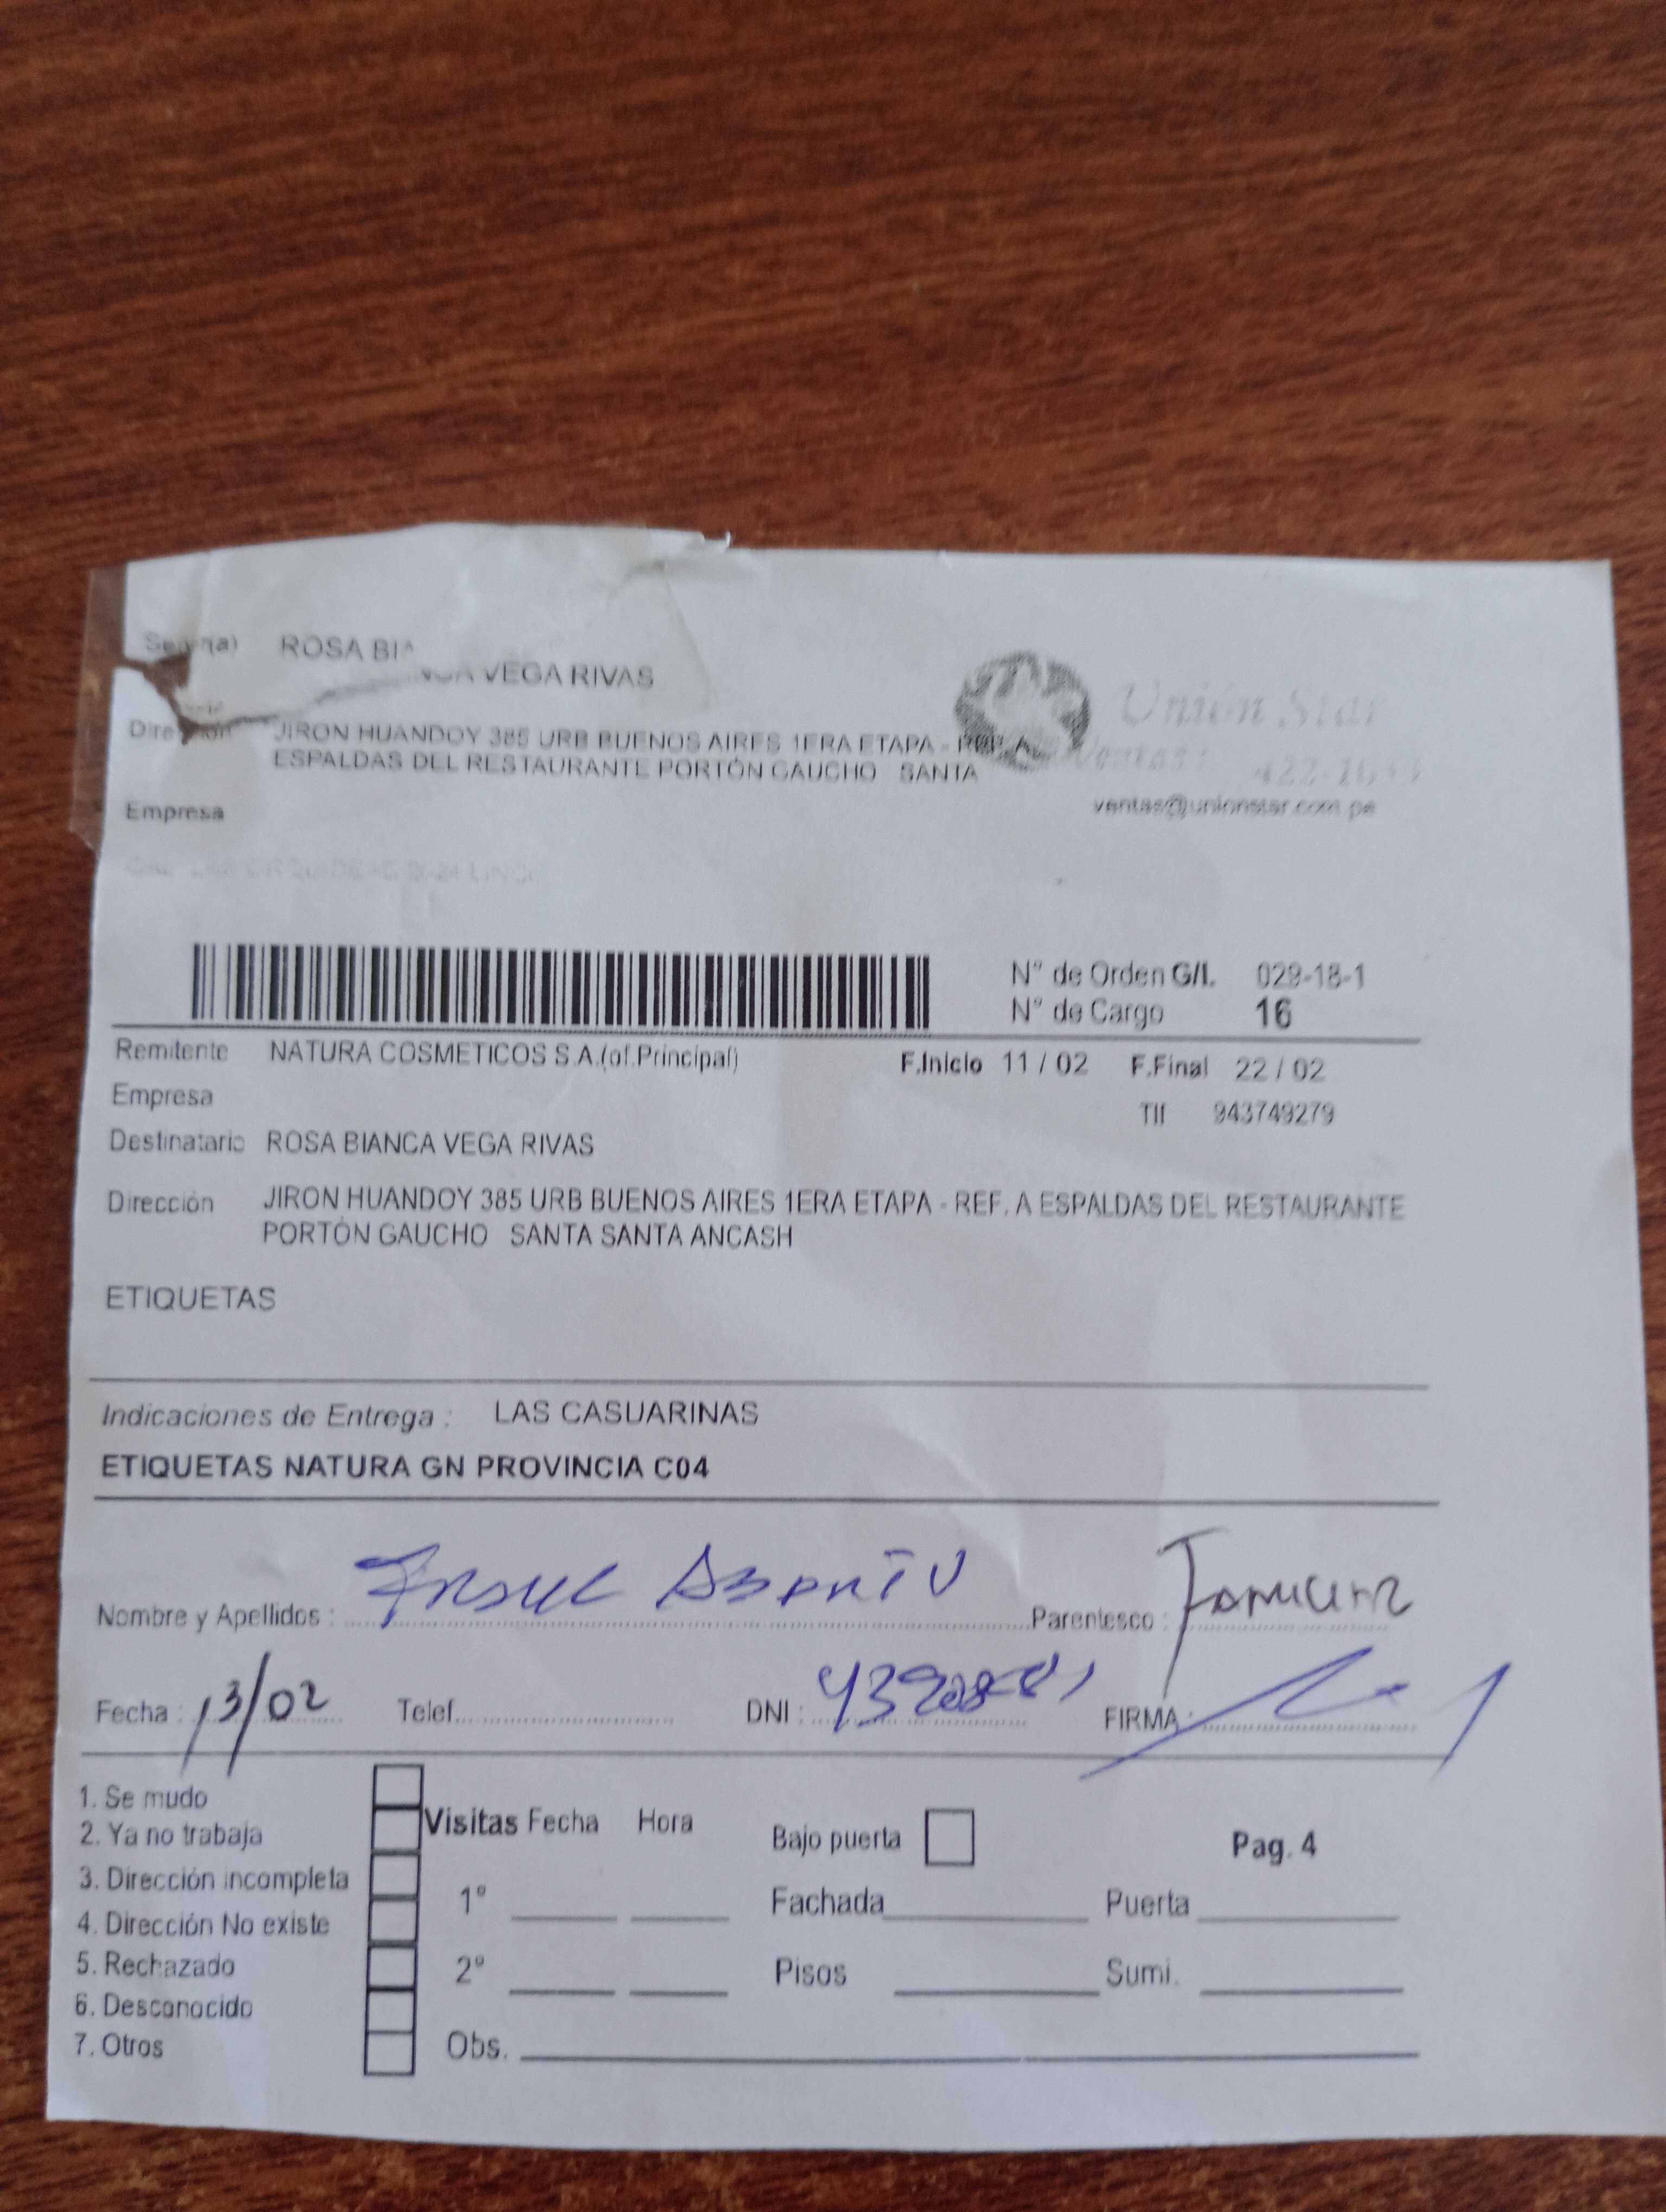 Señor(a) ROSA BIANCA VEGA RIVAS
Dirección JIRON HUANDOY 385 URB BUENOS AIRES 1ERA ETAPA - REF. A
ESPALDAS DEL RESTAURANTE PORTÓN GAUCHO SANTA
Unión Star
Ventas:
ventas@unionstar.com.pe
Empresa
N° de Orden G/I. 029-18-1
N° de Cargo 16
Remitente NATURA COSMETICOS S.A.(of.Principal) F.Inicio 11 / 02 F.Final 22 / 02
Empresa
Tlf 943749279
Destinatario ROSA BIANCA VEGA RIVAS
Dirección JIRON HUANDOY 385 URB BUENOS AIRES 1ERA ETAPA - REF. A ESPALDAS DEL RESTAURANTE
PORTÓN GAUCHO SANTA SANTA ANCASH
ETIQUETAS
Indicaciones de Entrega : LAS CASUARINAS
ETIQUETAS NATURA GN PROVINCIA C04
Nombre y Apellidos : Parentesco :
Fecha : 13/02 Telef. DNI : FIRMA :
1. Se mudo
2. Ya no trabaja
3. Dirección incompleta
4. Dirección No existe
5. Rechazado
6. Desconocido
7. Otros
Visitas Fecha Hora
1°
2°
Obs.
Bajo puerta
Fachada
Pisos
Pag. 4
Puerta
Sumi.